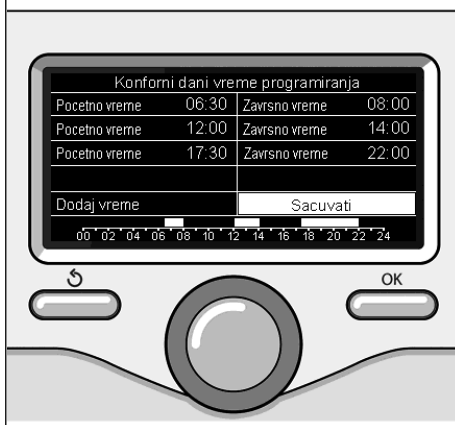 Konforni dani vreme programiranja
Pocetno vreme 06:30 Zavrsno vreme 08:00
Pocetno vreme 12:00 Zavrsno vreme 14:00
Pocetno vreme 17:30 Zavrsno vreme 22:00
Dodaj vreme Sacuvati
00 02 04 06 08 10 12 14 16 18 20 22 24
OK